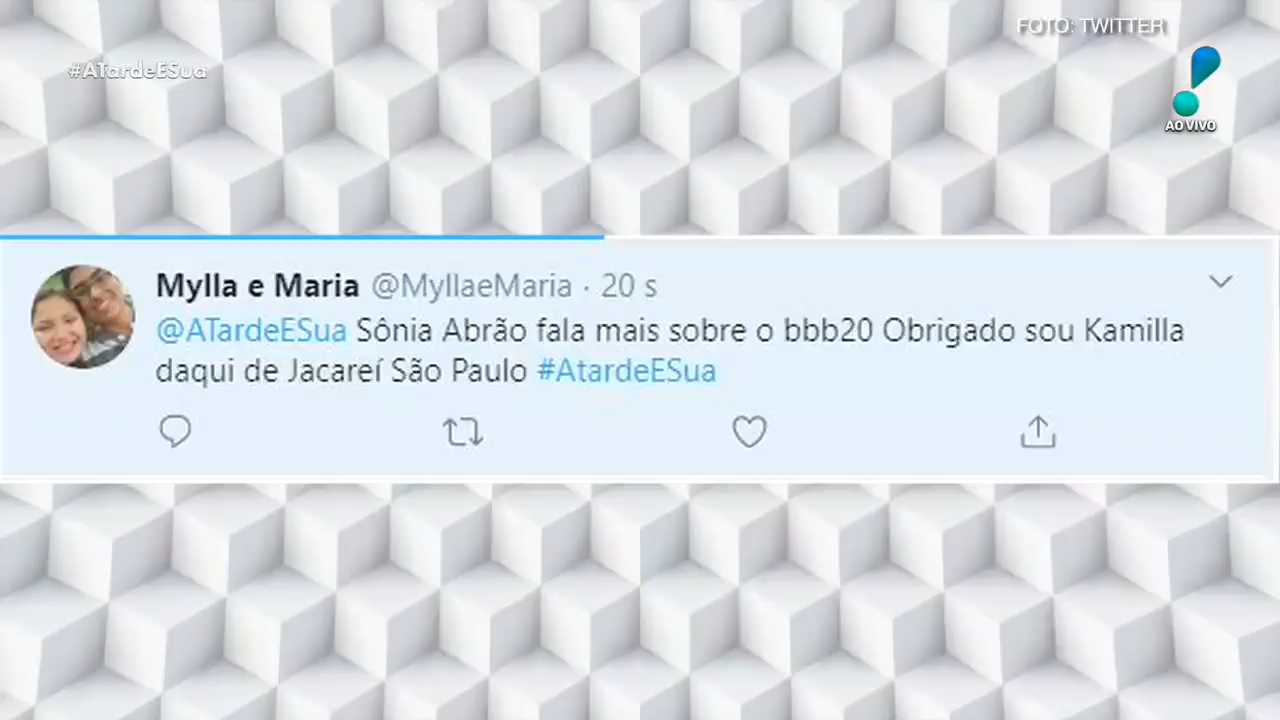 FOTO: TWITTER
#ATardeESua
AO VIVO
Mylla e Maria @MyllaeMaria · 20 s
@ATardeESua Sônia Abrão fala mais sobre o bbb20 Obrigado sou Kamilla
daqui de Jacareí São Paulo #AtardeESua